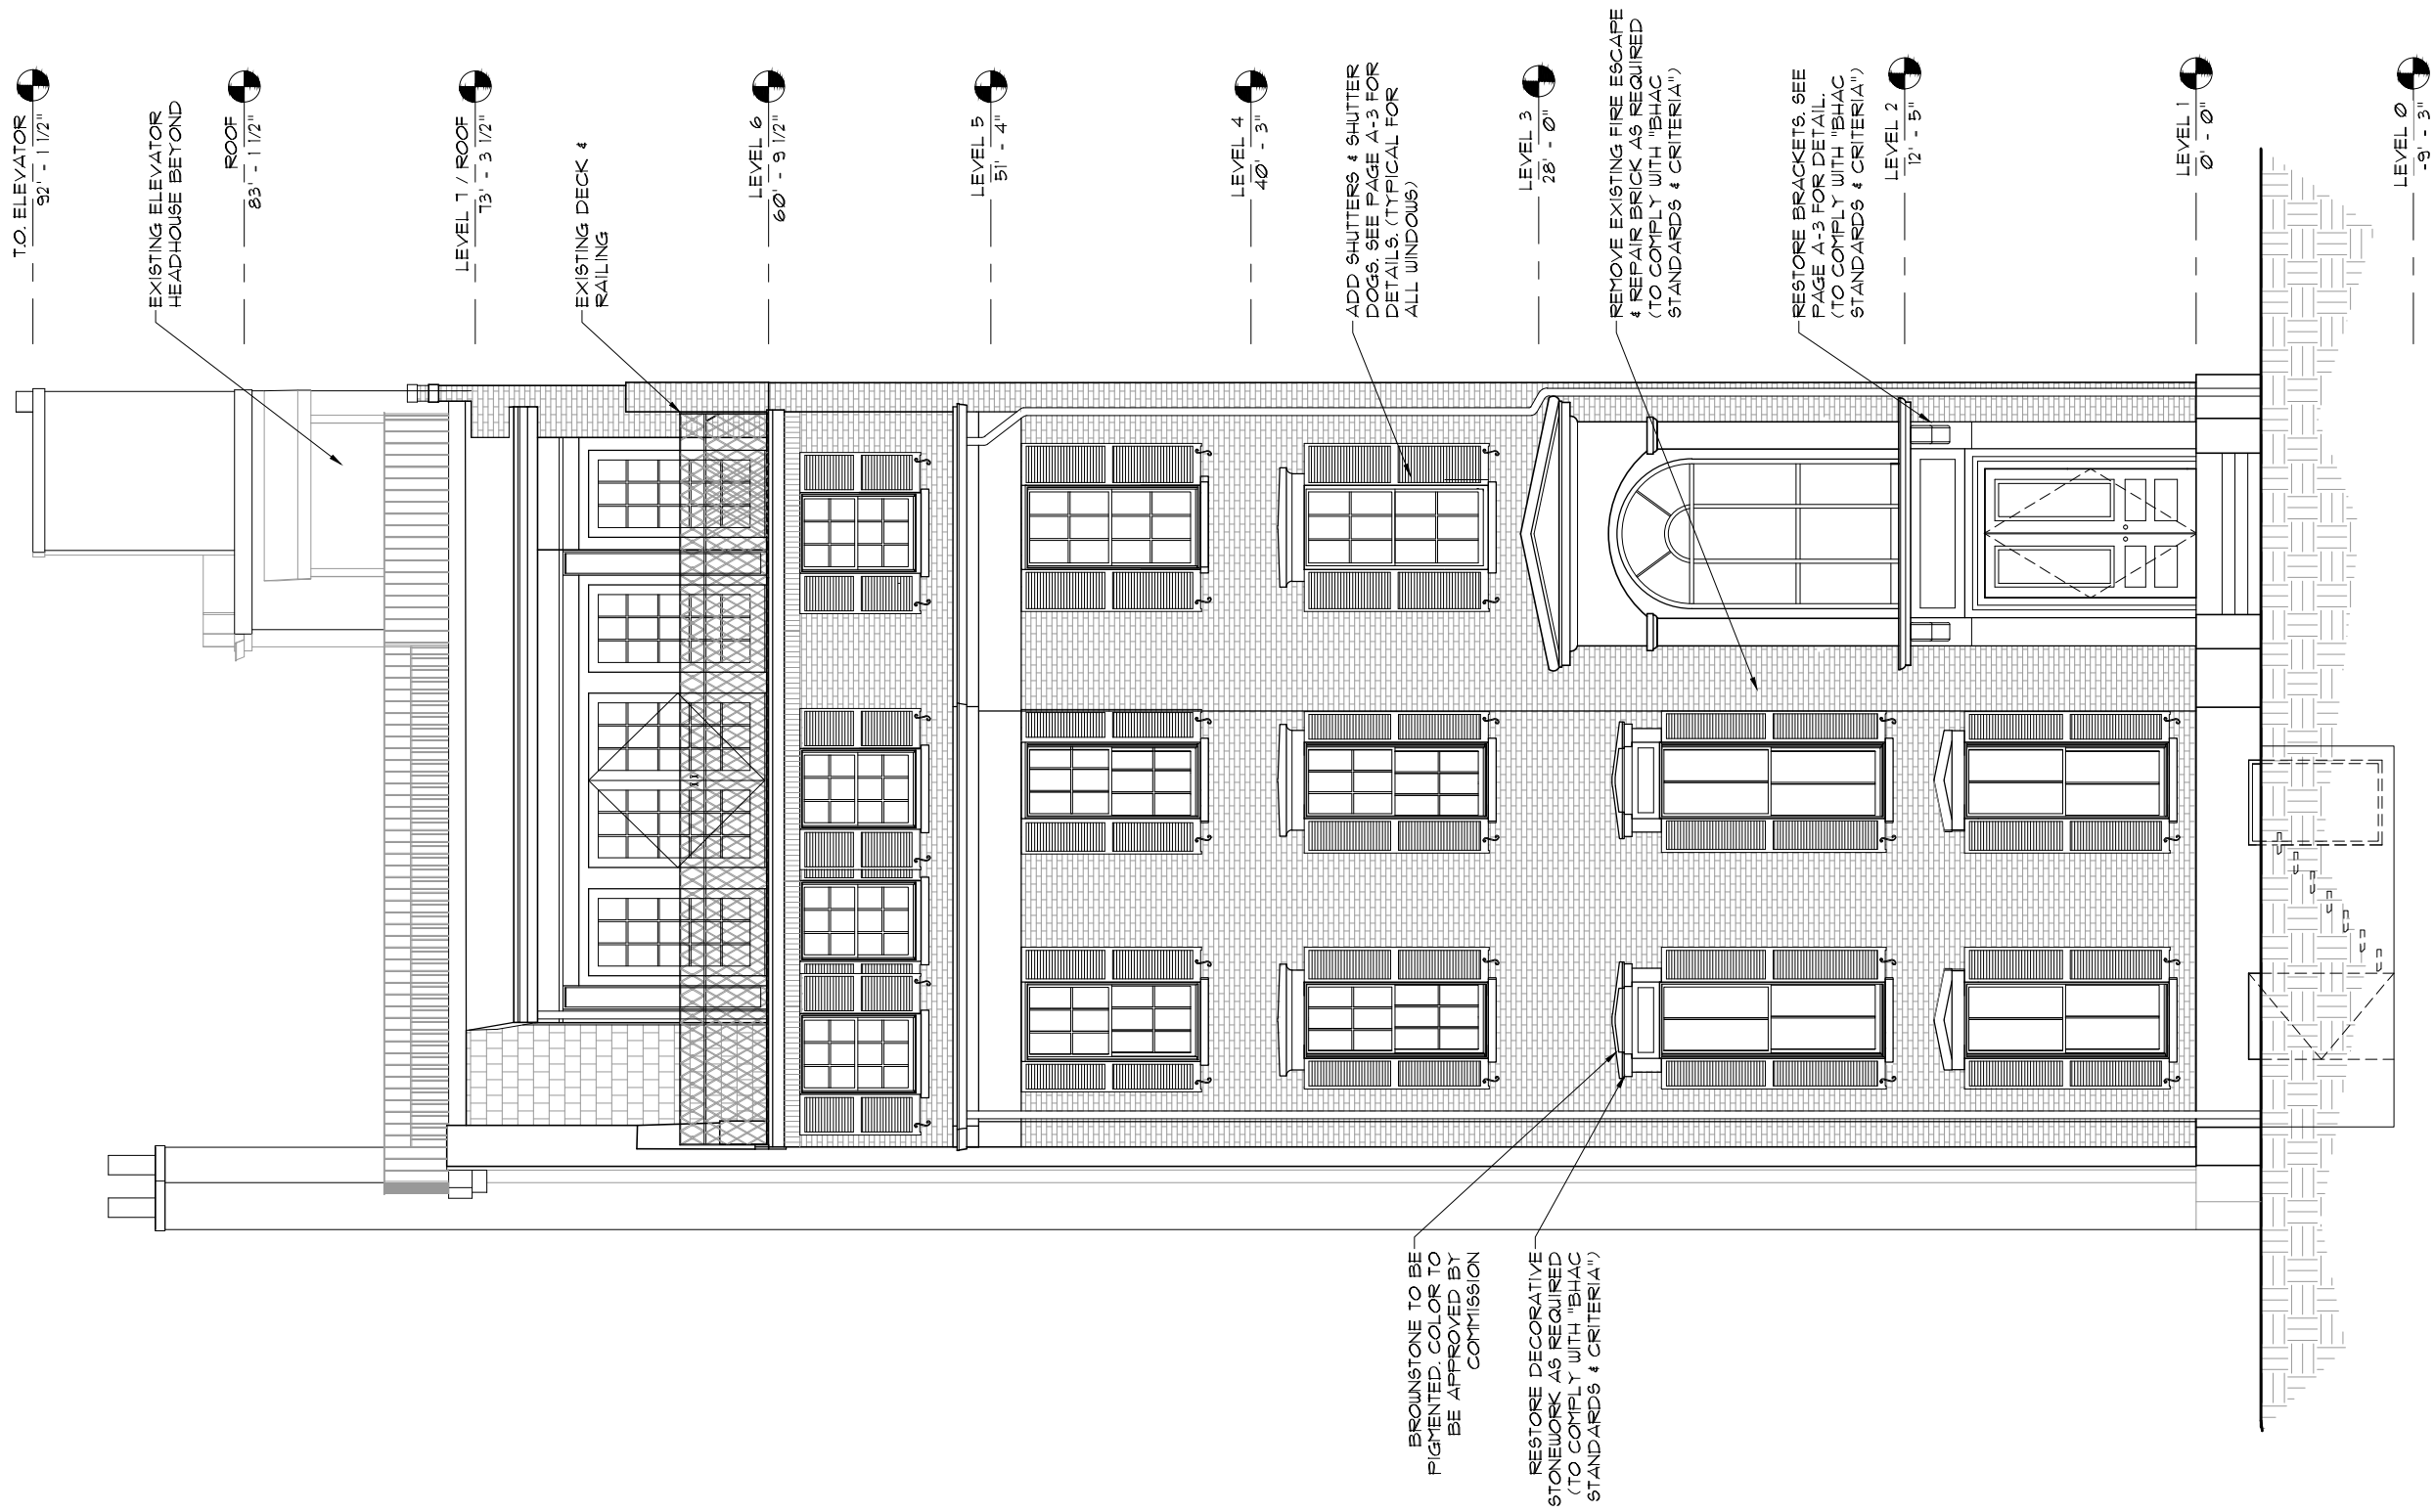 T.O. ELEVATOR
92' - 1 1/2"
EXISTING ELEVATOR
HEADHOUSE BEYOND
ROOF
83' - 1 1/2"
LEVEL 7 / ROOF
73' - 3 1/2"
EXISTING DECK &
RAILING
LEVEL 6
60' - 9 1/2"
LEVEL 5
51' - 4"
LEVEL 4
40' - 3"
ADD SHUTTERS & SHUTTER
DOGS. SEE PAGE A-3 FOR
DETAILS. (TYPICAL FOR
ALL WINDOWS)
LEVEL 3
28' - 0"
REMOVE EXISTING FIRE ESCAPE
& REPAIR BRICK AS REQUIRED
(TO COMPLY WITH "BHAC
STANDARDS & CRITERIA")
RESTORE BRACKETS. SEE
PAGE A-3 FOR DETAIL.
(TO COMPLY WITH "BHAC
STANDARDS & CRITERIA")
LEVEL 2
12' - 5"
LEVEL 1
0' - 0"
LEVEL 0
-9' - 3"
BROWNSTONE TO BE
PIGMENTED. COLOR TO
BE APPROVED BY
COMMISSION
RESTORE DECORATIVE
STONEWORK AS REQUIRED
(TO COMPLY WITH "BHAC
STANDARDS & CRITERIA")